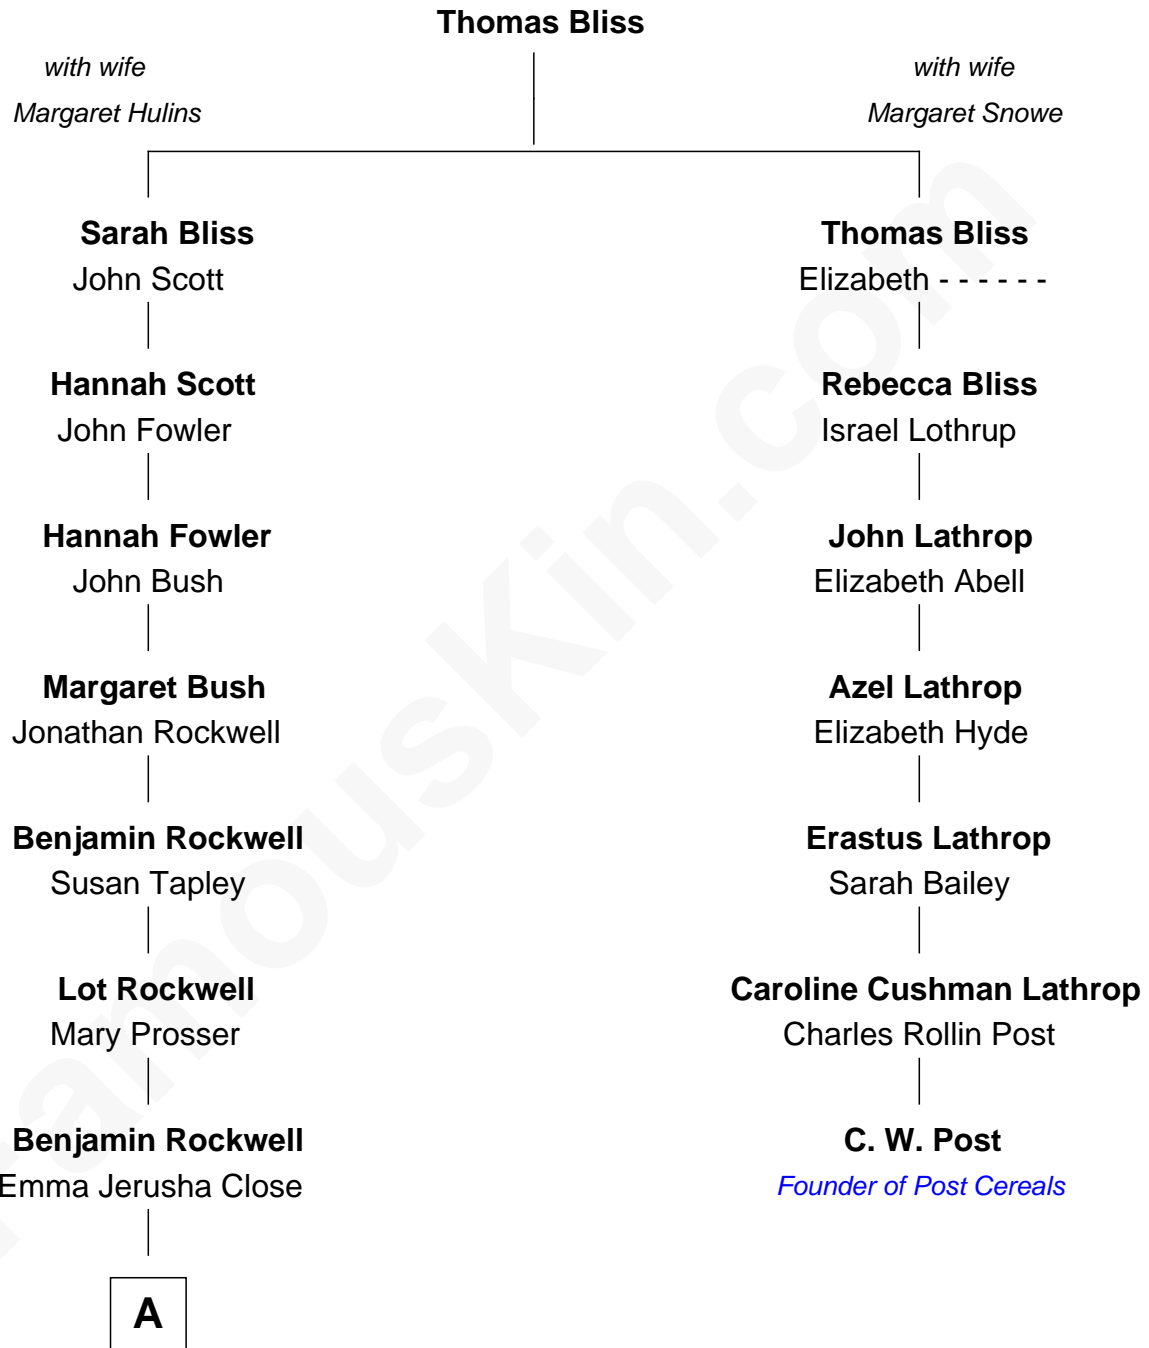 Thomas Bliss
with wife
Margaret Hulins
with wife
Margaret Snowe
Sarah Bliss
John Scott
Hannah Scott
John Fowler
Hannah Fowler
John Bush
Margaret Bush
Jonathan Rockwell
Benjamin Rockwell
Susan Tapley
Lot Rockwell
Mary Prosser
Benjamin Rockwell
Emma Jerusha Close
A
Thomas Bliss
Elizabeth - - - - - -
Rebecca Bliss
Israel Lothrup
John Lathrop
Elizabeth Abell
Azel Lathrop
Elizabeth Hyde
Erastus Lathrop
Sarah Bailey
Caroline Cushman Lathrop
Charles Rollin Post
C. W. Post
Founder of Post Cereals
FamousKin.com